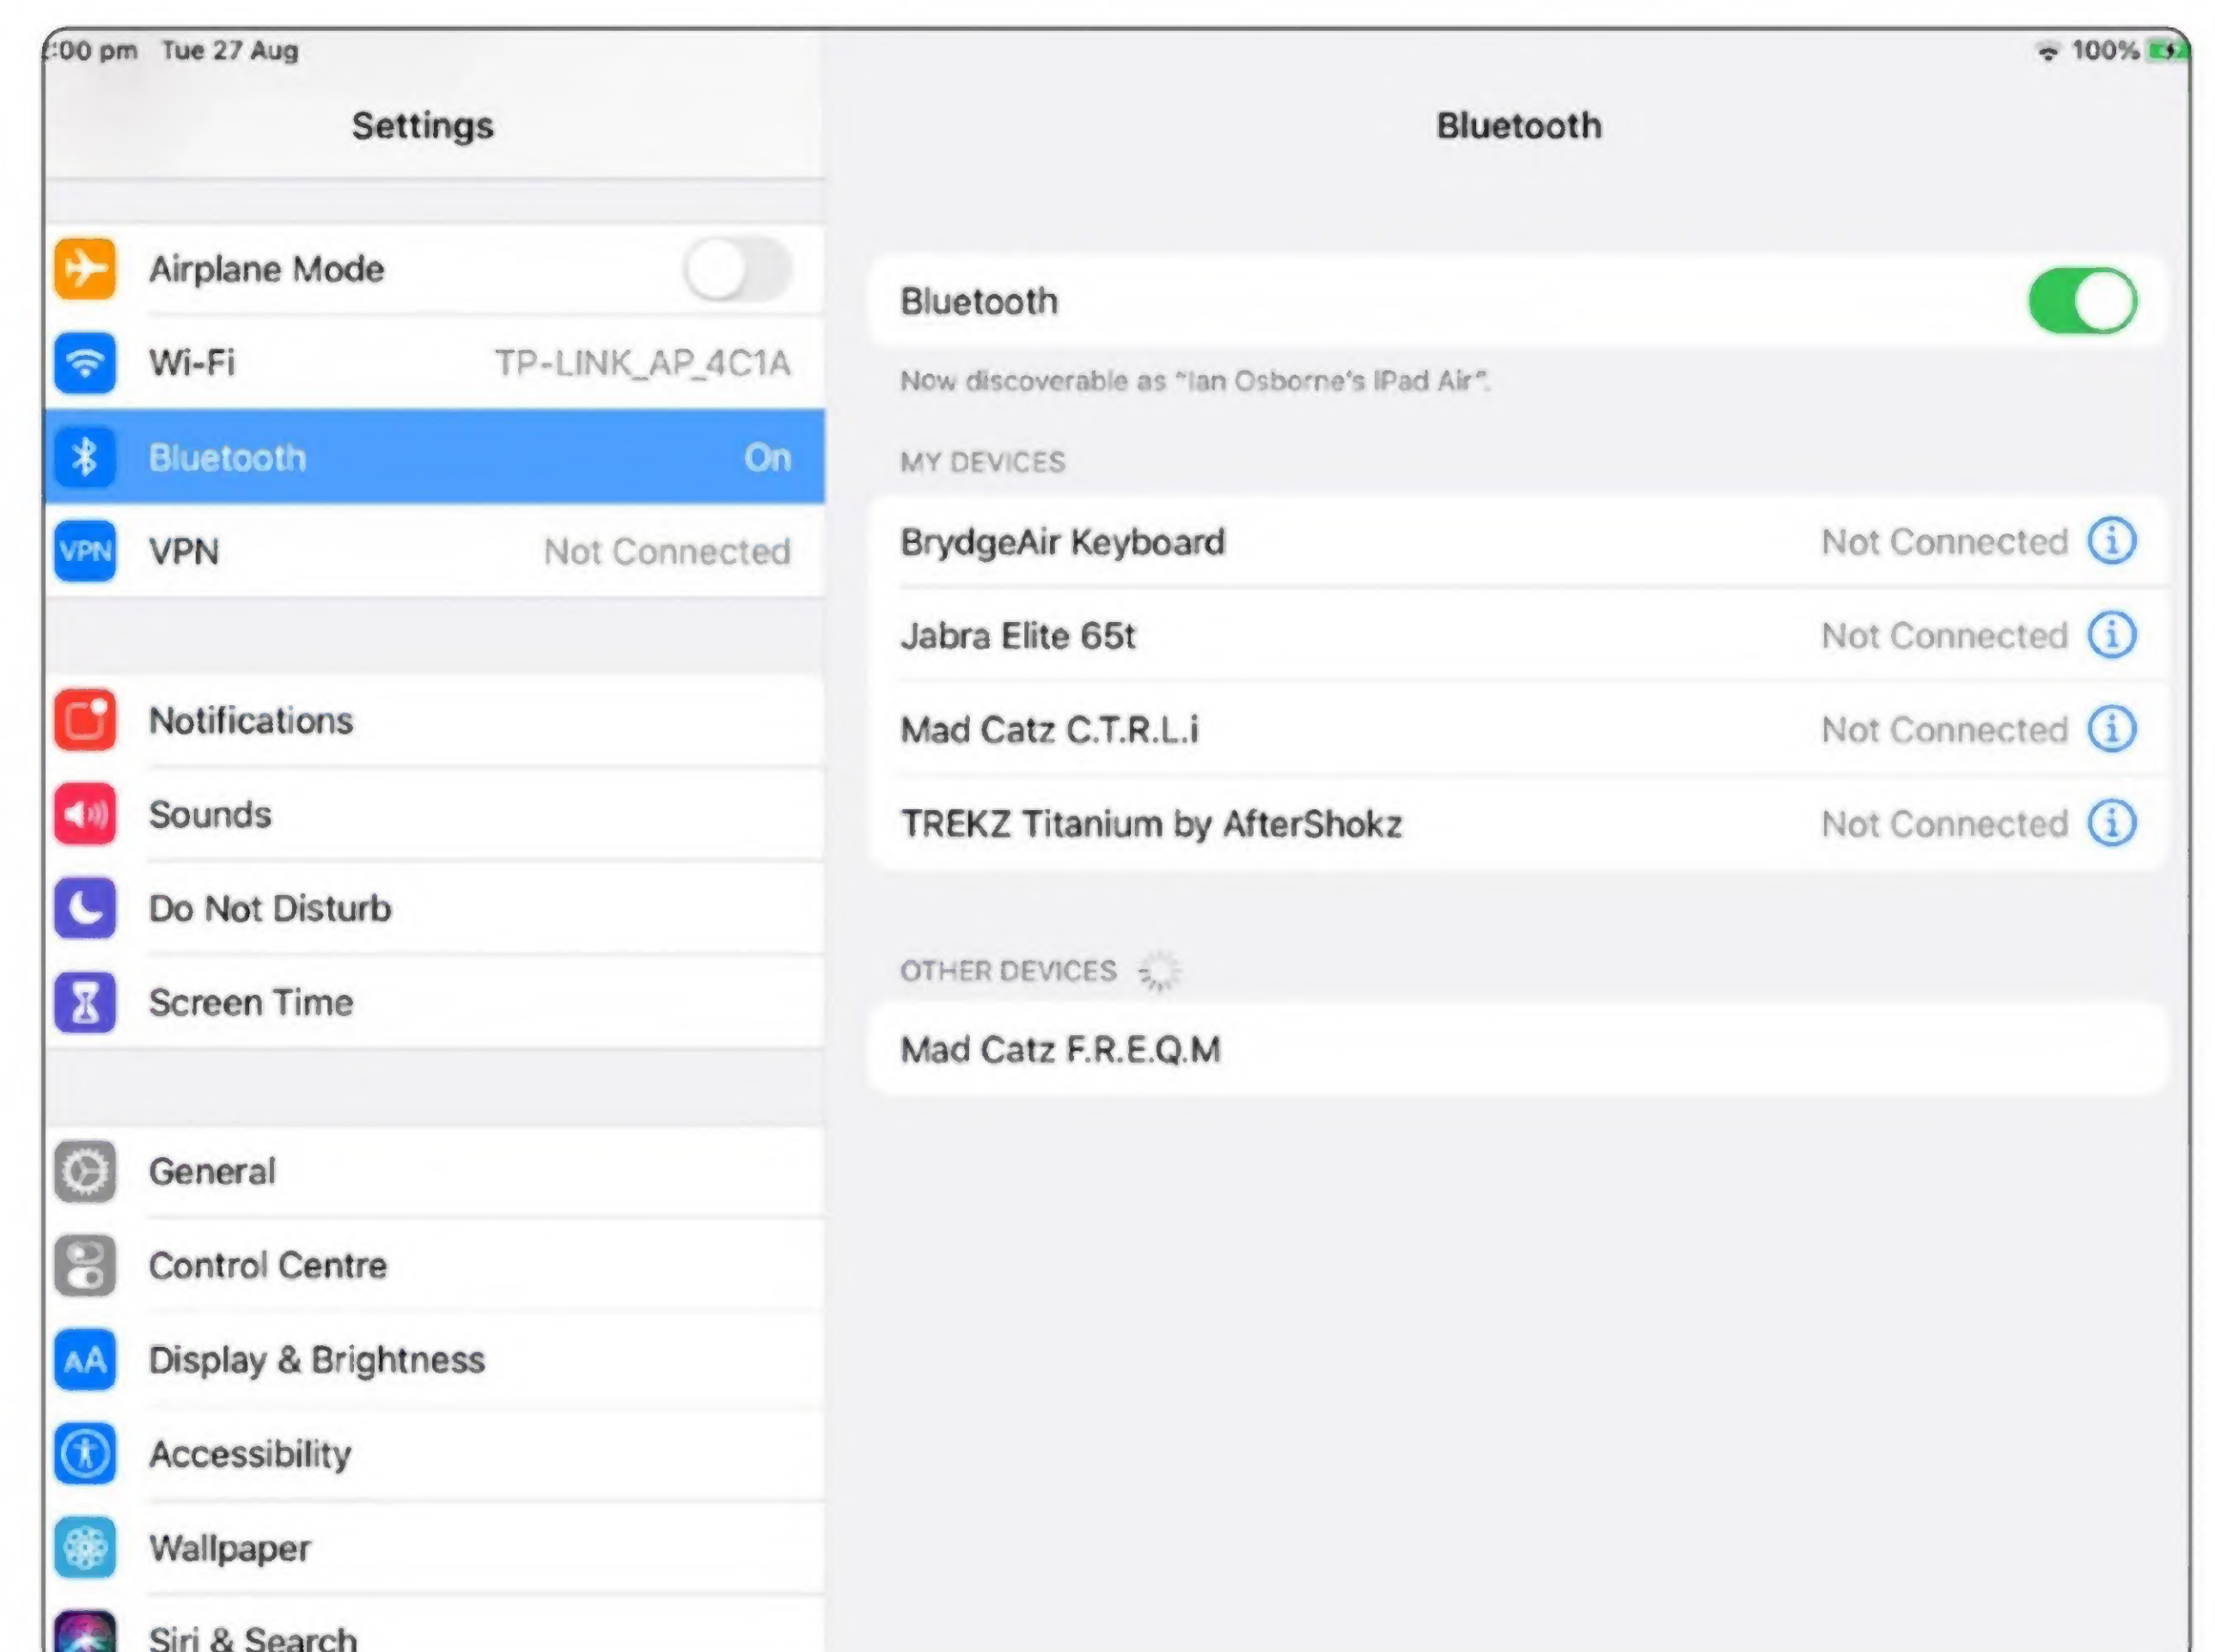 :00 pm Tue 27 Aug
100%
Settings
Airplane Mode
Wi-Fi TP-LINK_AP_4C1A
Bluetooth On
VPN VPN Not Connected
Notifications
Sounds
Do Not Disturb
Screen Time
General
Control Centre
AA Display & Brightness
Accessibility
Wallpaper
Siri & Search
Bluetooth
Bluetooth
Now discoverable as “Ian Osborne's iPad Air”.
MY DEVICES
BrydgeAir Keyboard Not Connected i
Jabra Elite 65t Not Connected i
Mad Catz C.T.R.L.i Not Connected i
TREKZ Titanium by AfterShokz Not Connected i
OTHER DEVICES
Mad Catz F.R.E.Q.M